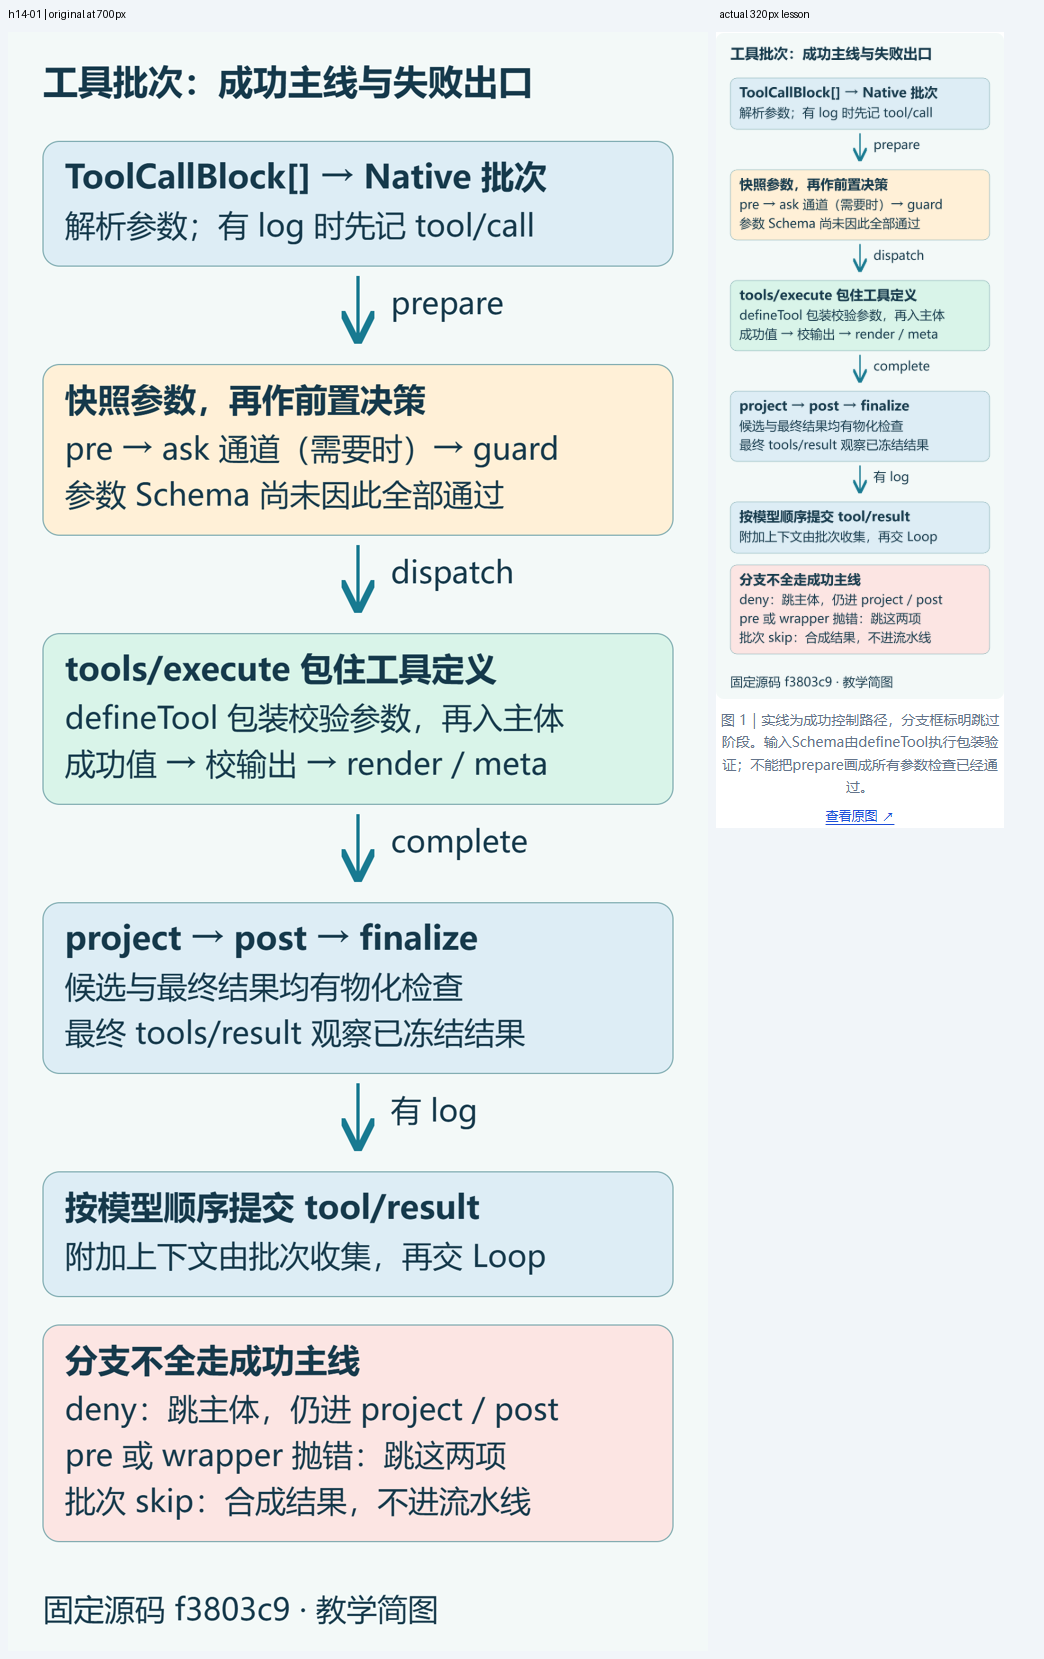 h14-01 | original at 700px
工具批次：成功主线与失败出口
ToolCallBlock[] → Native 批次
解析参数；有 log 时先记 tool/call
prepare
快照参数，再作前置决策
pre → ask 通道（需要时）→ guard
参数 Schema 尚未因此全部通过
dispatch
tools/execute 包住工具定义
defineTool 包装校验参数，再入主体
成功值 → 校输出 → render / meta
complete
project → post → finalize
候选与最终结果均有物化检查
最终 tools/result 观察已冻结结果
有 log
按模型顺序提交 tool/result
附加上下文由批次收集，再交 Loop
分支不全走成功主线
deny：跳主体，仍进 project / post
pre 或 wrapper 抛错：跳这两项
批次 skip：合成结果，不进流水线
固定源码 f3803c9 · 教学简图
actual 320px lesson
工具批次：成功主线与失败出口
ToolCallBlock[] → Native 批次
解析参数；有 log 时先记 tool/call
prepare
快照参数，再作前置决策
pre → ask 通道（需要时）→ guard
参数 Schema 尚未因此全部通过
dispatch
tools/execute 包住工具定义
defineTool 包装校验参数，再入主体
成功值 → 校输出 → render / meta
complete
project → post → finalize
候选与最终结果均有物化检查
最终 tools/result 观察已冻结结果
有 log
按模型顺序提交 tool/result
附加上下文由批次收集，再交 Loop
分支不全走成功主线
deny：跳主体，仍进 project / post
pre 或 wrapper 抛错：跳这两项
批次 skip：合成结果，不进流水线
固定源码 f3803c9 · 教学简图
图 1｜实线为成功控制路径，分支框标明跳过
阶段。输入Schema由defineTool执行包装验
证；不能把prepare画成所有参数检查已经通
过。
查看原图 ↗